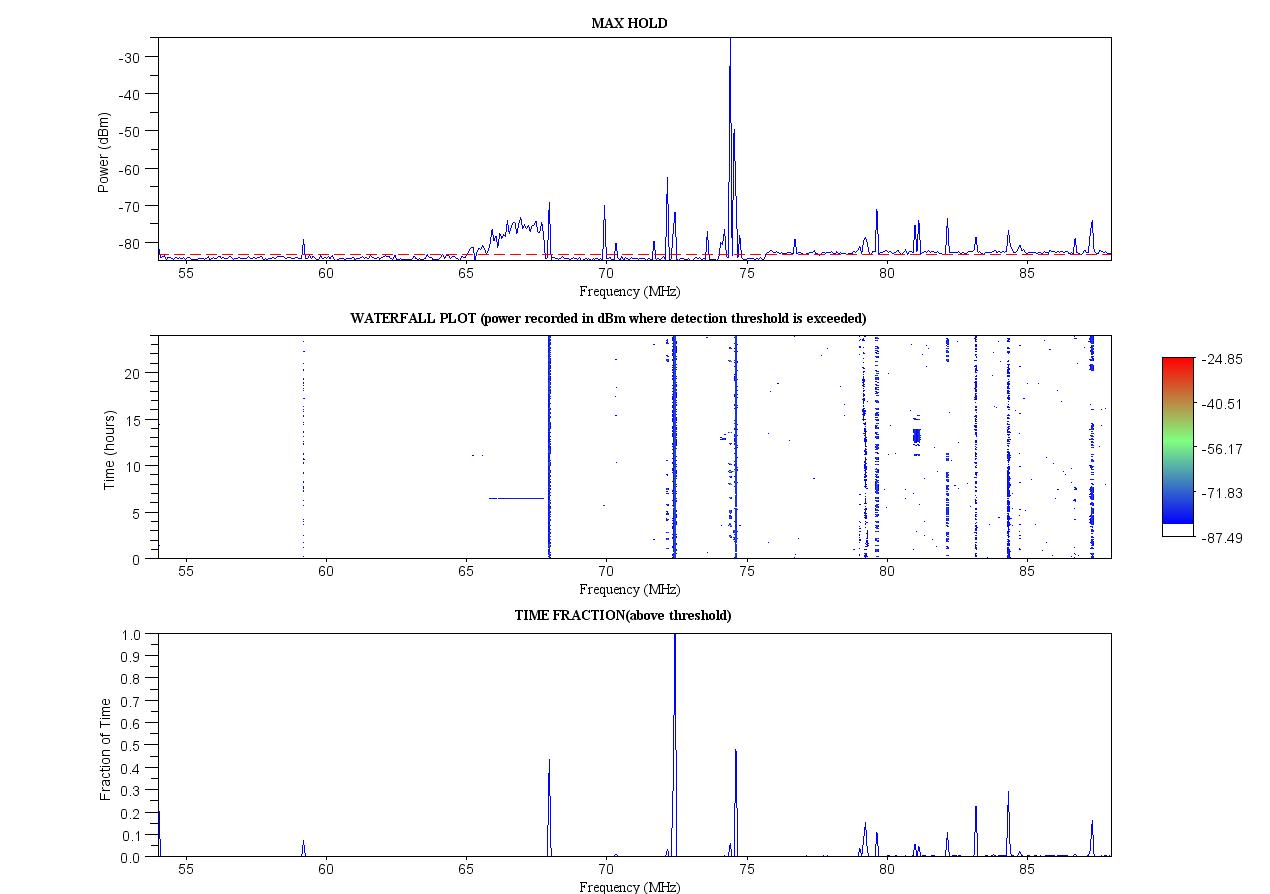 MAX HOLD
Power (dBm)
-30
-40
-50
-60
-70
-80
55 60 65 70 75 80 85
Frequency (MHz)
WATERFALL PLOT (power recorded in dBm where detection threshold is exceeded)
Time (hours)
20
15
10
5
0
55 60 65 70 75 80 85
Frequency (MHz)
-24.85
-40.51
-56.17
-71.83
-87.49
TIME FRACTION(above threshold)
Fraction of Time
1.0
0.9
0.8
0.7
0.6
0.5
0.4
0.3
0.2
0.1
0.0
55 60 65 70 75 80 85
Frequency (MHz)